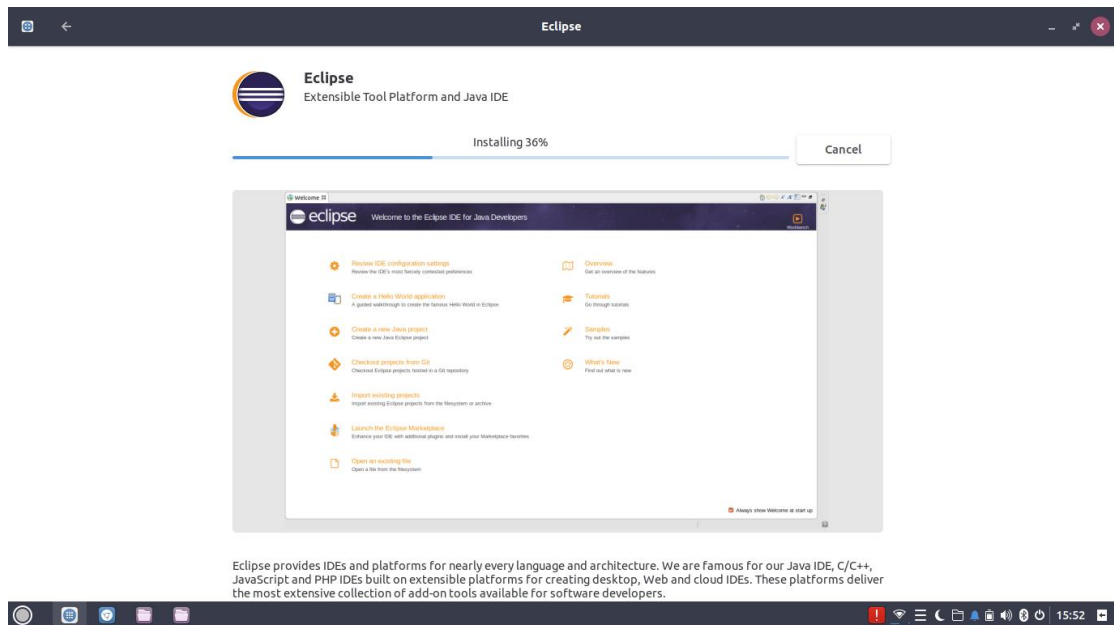 Eclipse
Eclipse
Extensible Tool Platform and Java IDE
Installing 36%
Cancel
Welcome
eclipse Welcome to the Eclipse IDE for Java Developers
Workbench
Review IDE configuration settings
Review the IDE's most fiercely contested preferences
Overview
Get an overview of the features
Create a Hello World application
A guided walkthrough to create the famous Hello World in Eclipse
Tutorials
Go through tutorials
Create a new Java project
Create a new Java Eclipse project
Samples
Try out the samples
Checkout projects from Git
Checkout Eclipse projects hosted in a Git repository
What's New
Find out what is new
Import existing projects
Import existing Eclipse projects from the filesystem or archive
Launch the Eclipse Marketplace
Enhance your IDE with additional plugins and install your Marketplace favorites
Open an existing file
Open a file from the filesystem
Always show Welcome at start up
Eclipse provides IDEs and platforms for nearly every language and architecture. We are famous for our Java IDE, C/C++,
JavaScript and PHP IDEs built on extensible platforms for creating desktop, Web and cloud IDEs. These platforms deliver
the most extensive collection of add-on tools available for software developers.
15:52